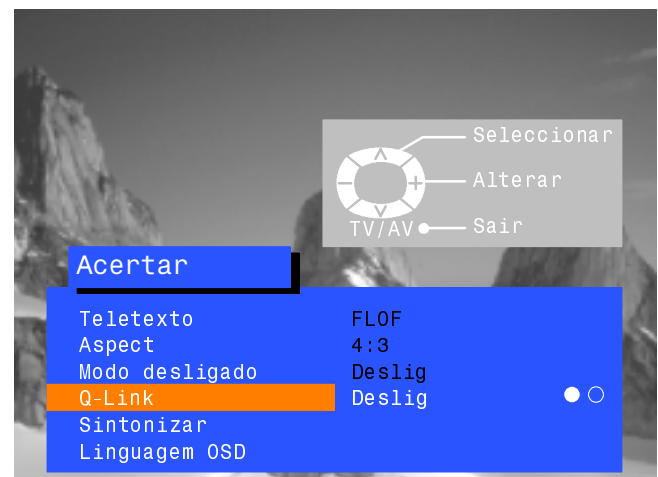 Seleccionar
Alterar
TV/AV Sair
Acertar
Teletexto FLOF
Aspect 4:3
Modo desligado Deslig
Q-Link Deslig
Sintonizar
Linguagem OSD